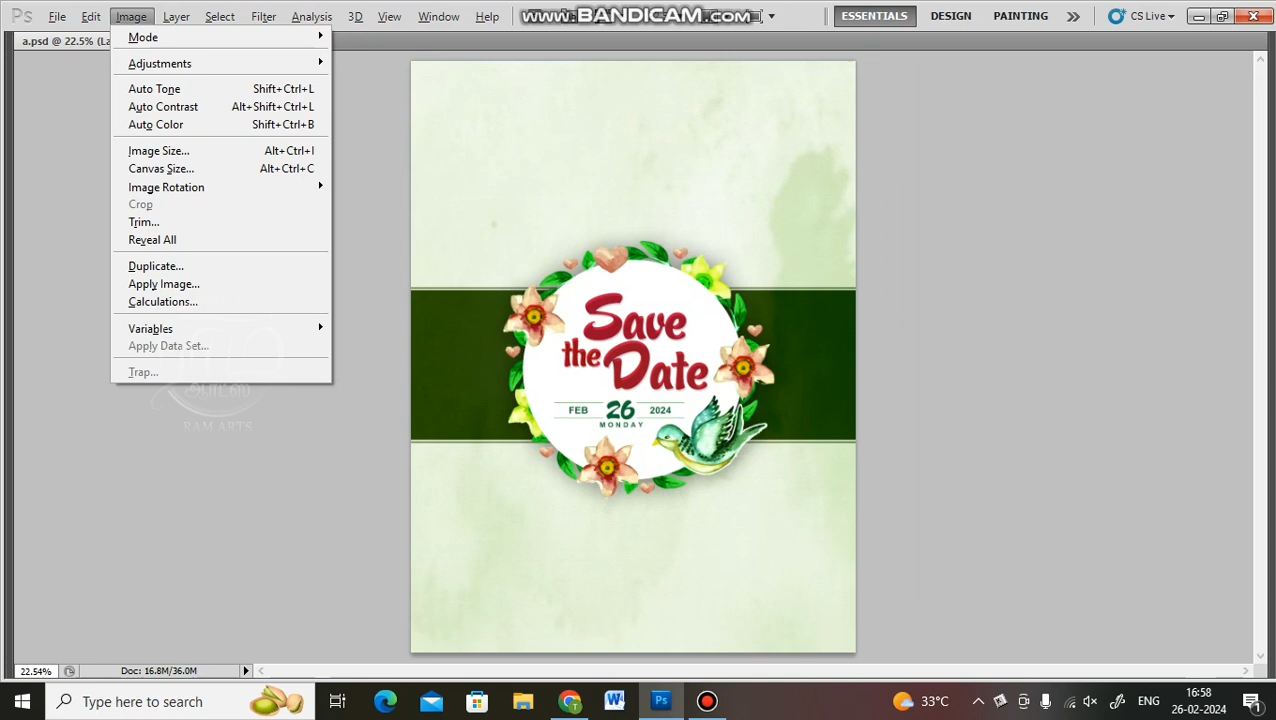 Ps File Edit Image Layer Select Filter Analysis 3D View Window Help www.BANDICAM.com ESSENTIALS DESIGN PAINTING CS Live
a.psd @ 22.5% (La
Mode
Adjustments
Auto Tone Shift+Ctrl+L
Auto Contrast Alt+Shift+Ctrl+L
Auto Color Shift+Ctrl+B
Image Size... Alt+Ctrl+I
Canvas Size... Alt+Ctrl+C
Image Rotation
Crop
Trim...
Reveal All
Duplicate...
Apply Image...
Calculations...
Variables
Apply Data Set...
Trap...
RAM ARTS
Save
the Date
FEB 26 2024
MONDAY
22.54% Doc: 16.8M/36.0M
Type here to search
W
Ps
T
33°C
ENG
16:58
26-02-2024
1